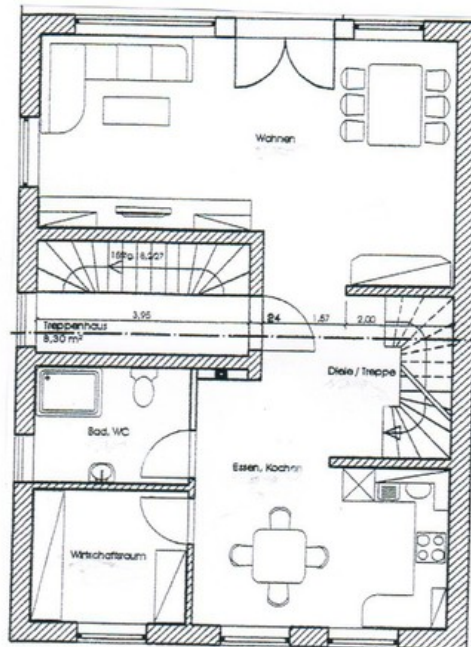 Wohnen
3,95
24
1,57
2,00
Treppenhaus
8,30 m²
Diele / Treppe
Bad, WC
Essen, Kochen
Wirtschaftsraum